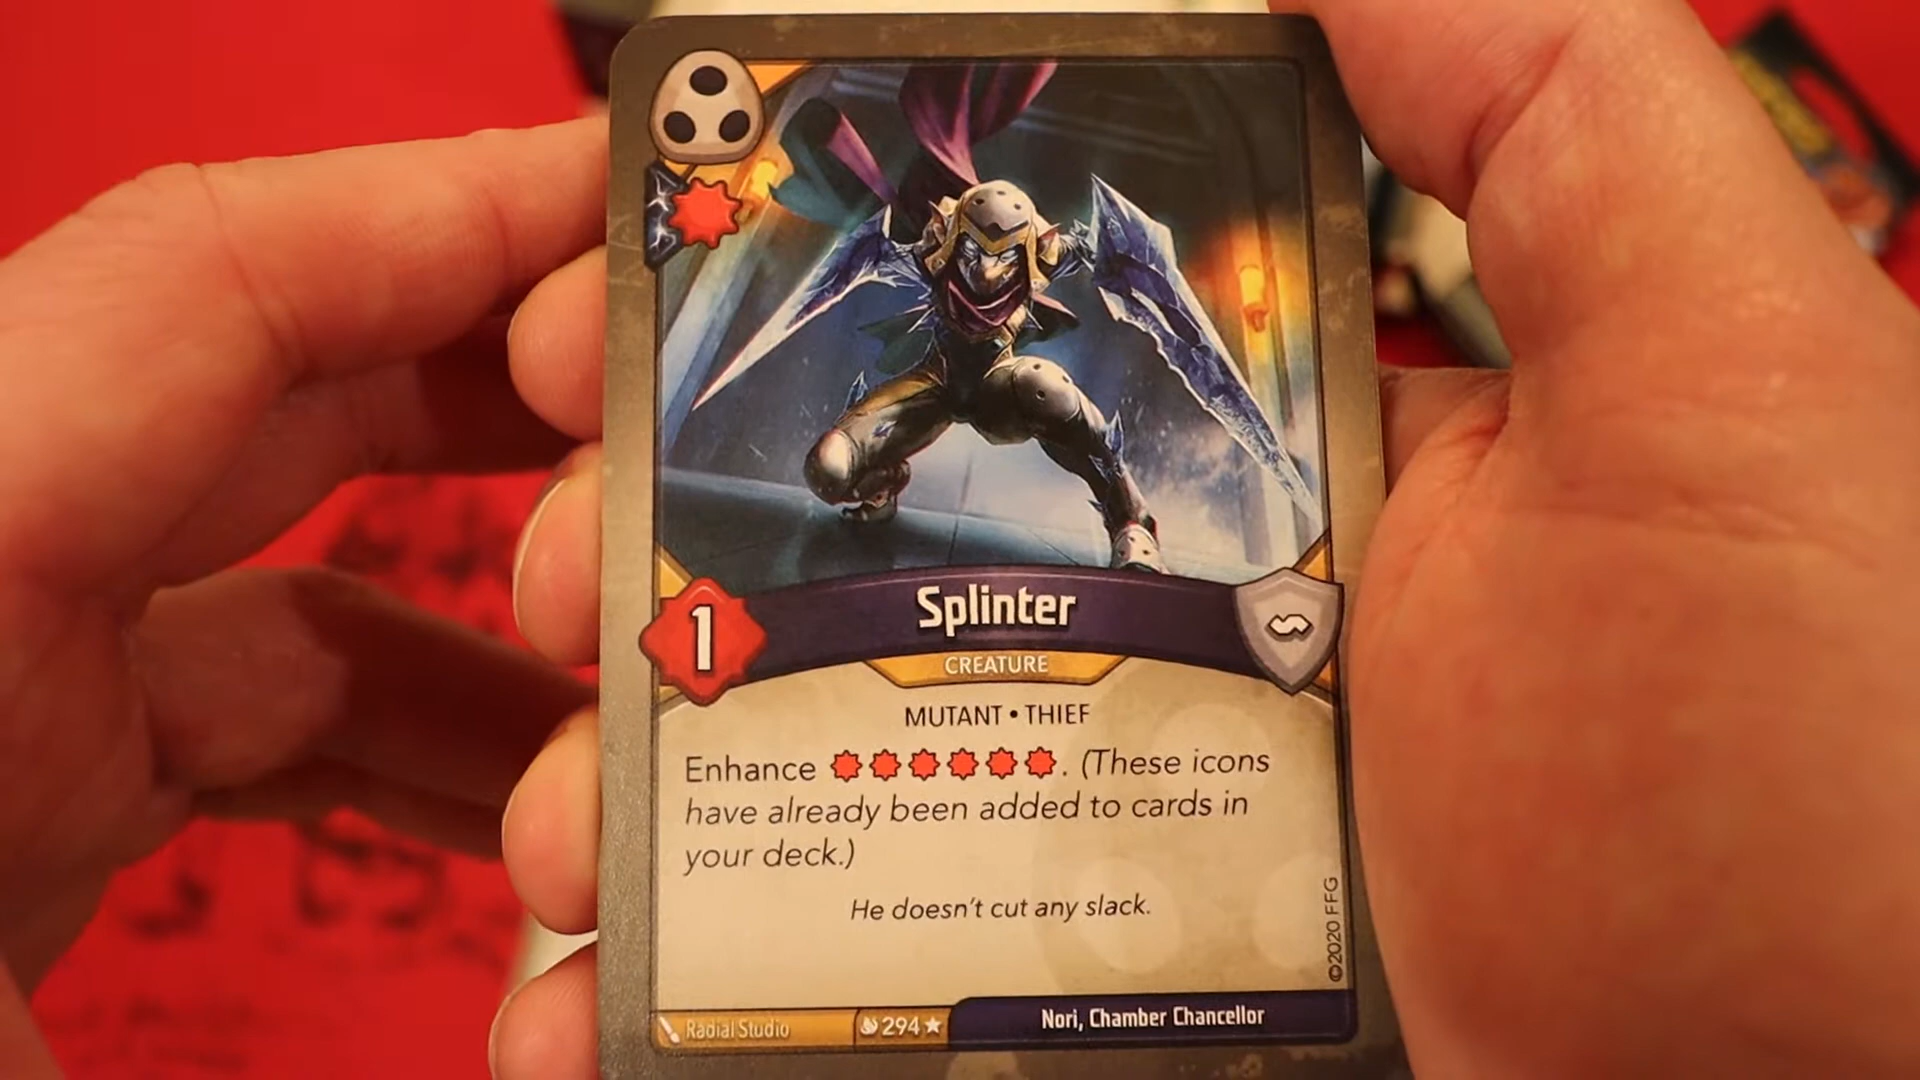 1
Splinter
CREATURE
MUTANT • THIEF
Enhance . (These icons
have already been added to cards in
your deck.)
He doesn't cut any slack.
©2020 FFG
Radial Studio
294★
Nori, Chamber Chancellor